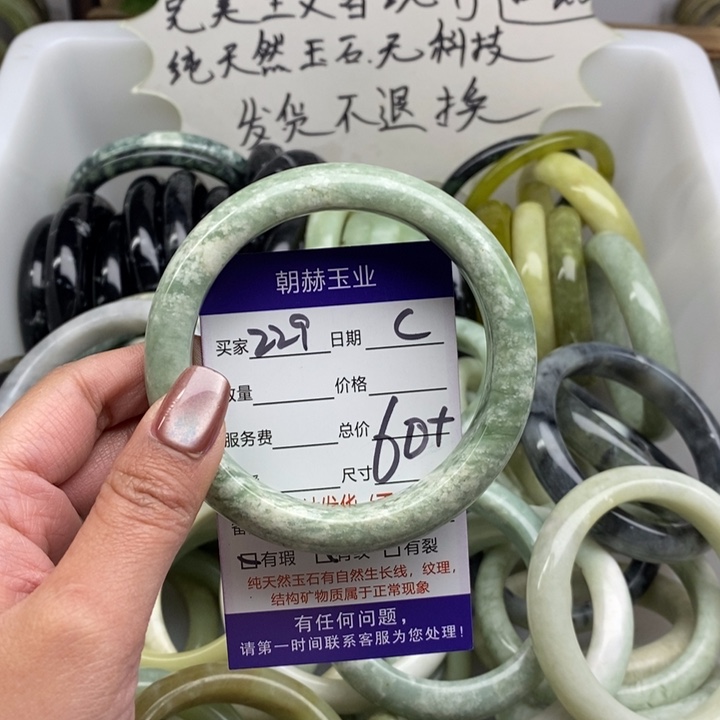 纯天然玉石.无科技
发货不退换
朝赫玉业
买家 229 日期 C
数量 价格
服务费 总价
尺寸 60+
有瑕 有纹 有裂
纯天然玉石有自然生长线，纹理，
结构矿物质属于正常现象
有任何问题，
请第一时间联系客服为您处理！